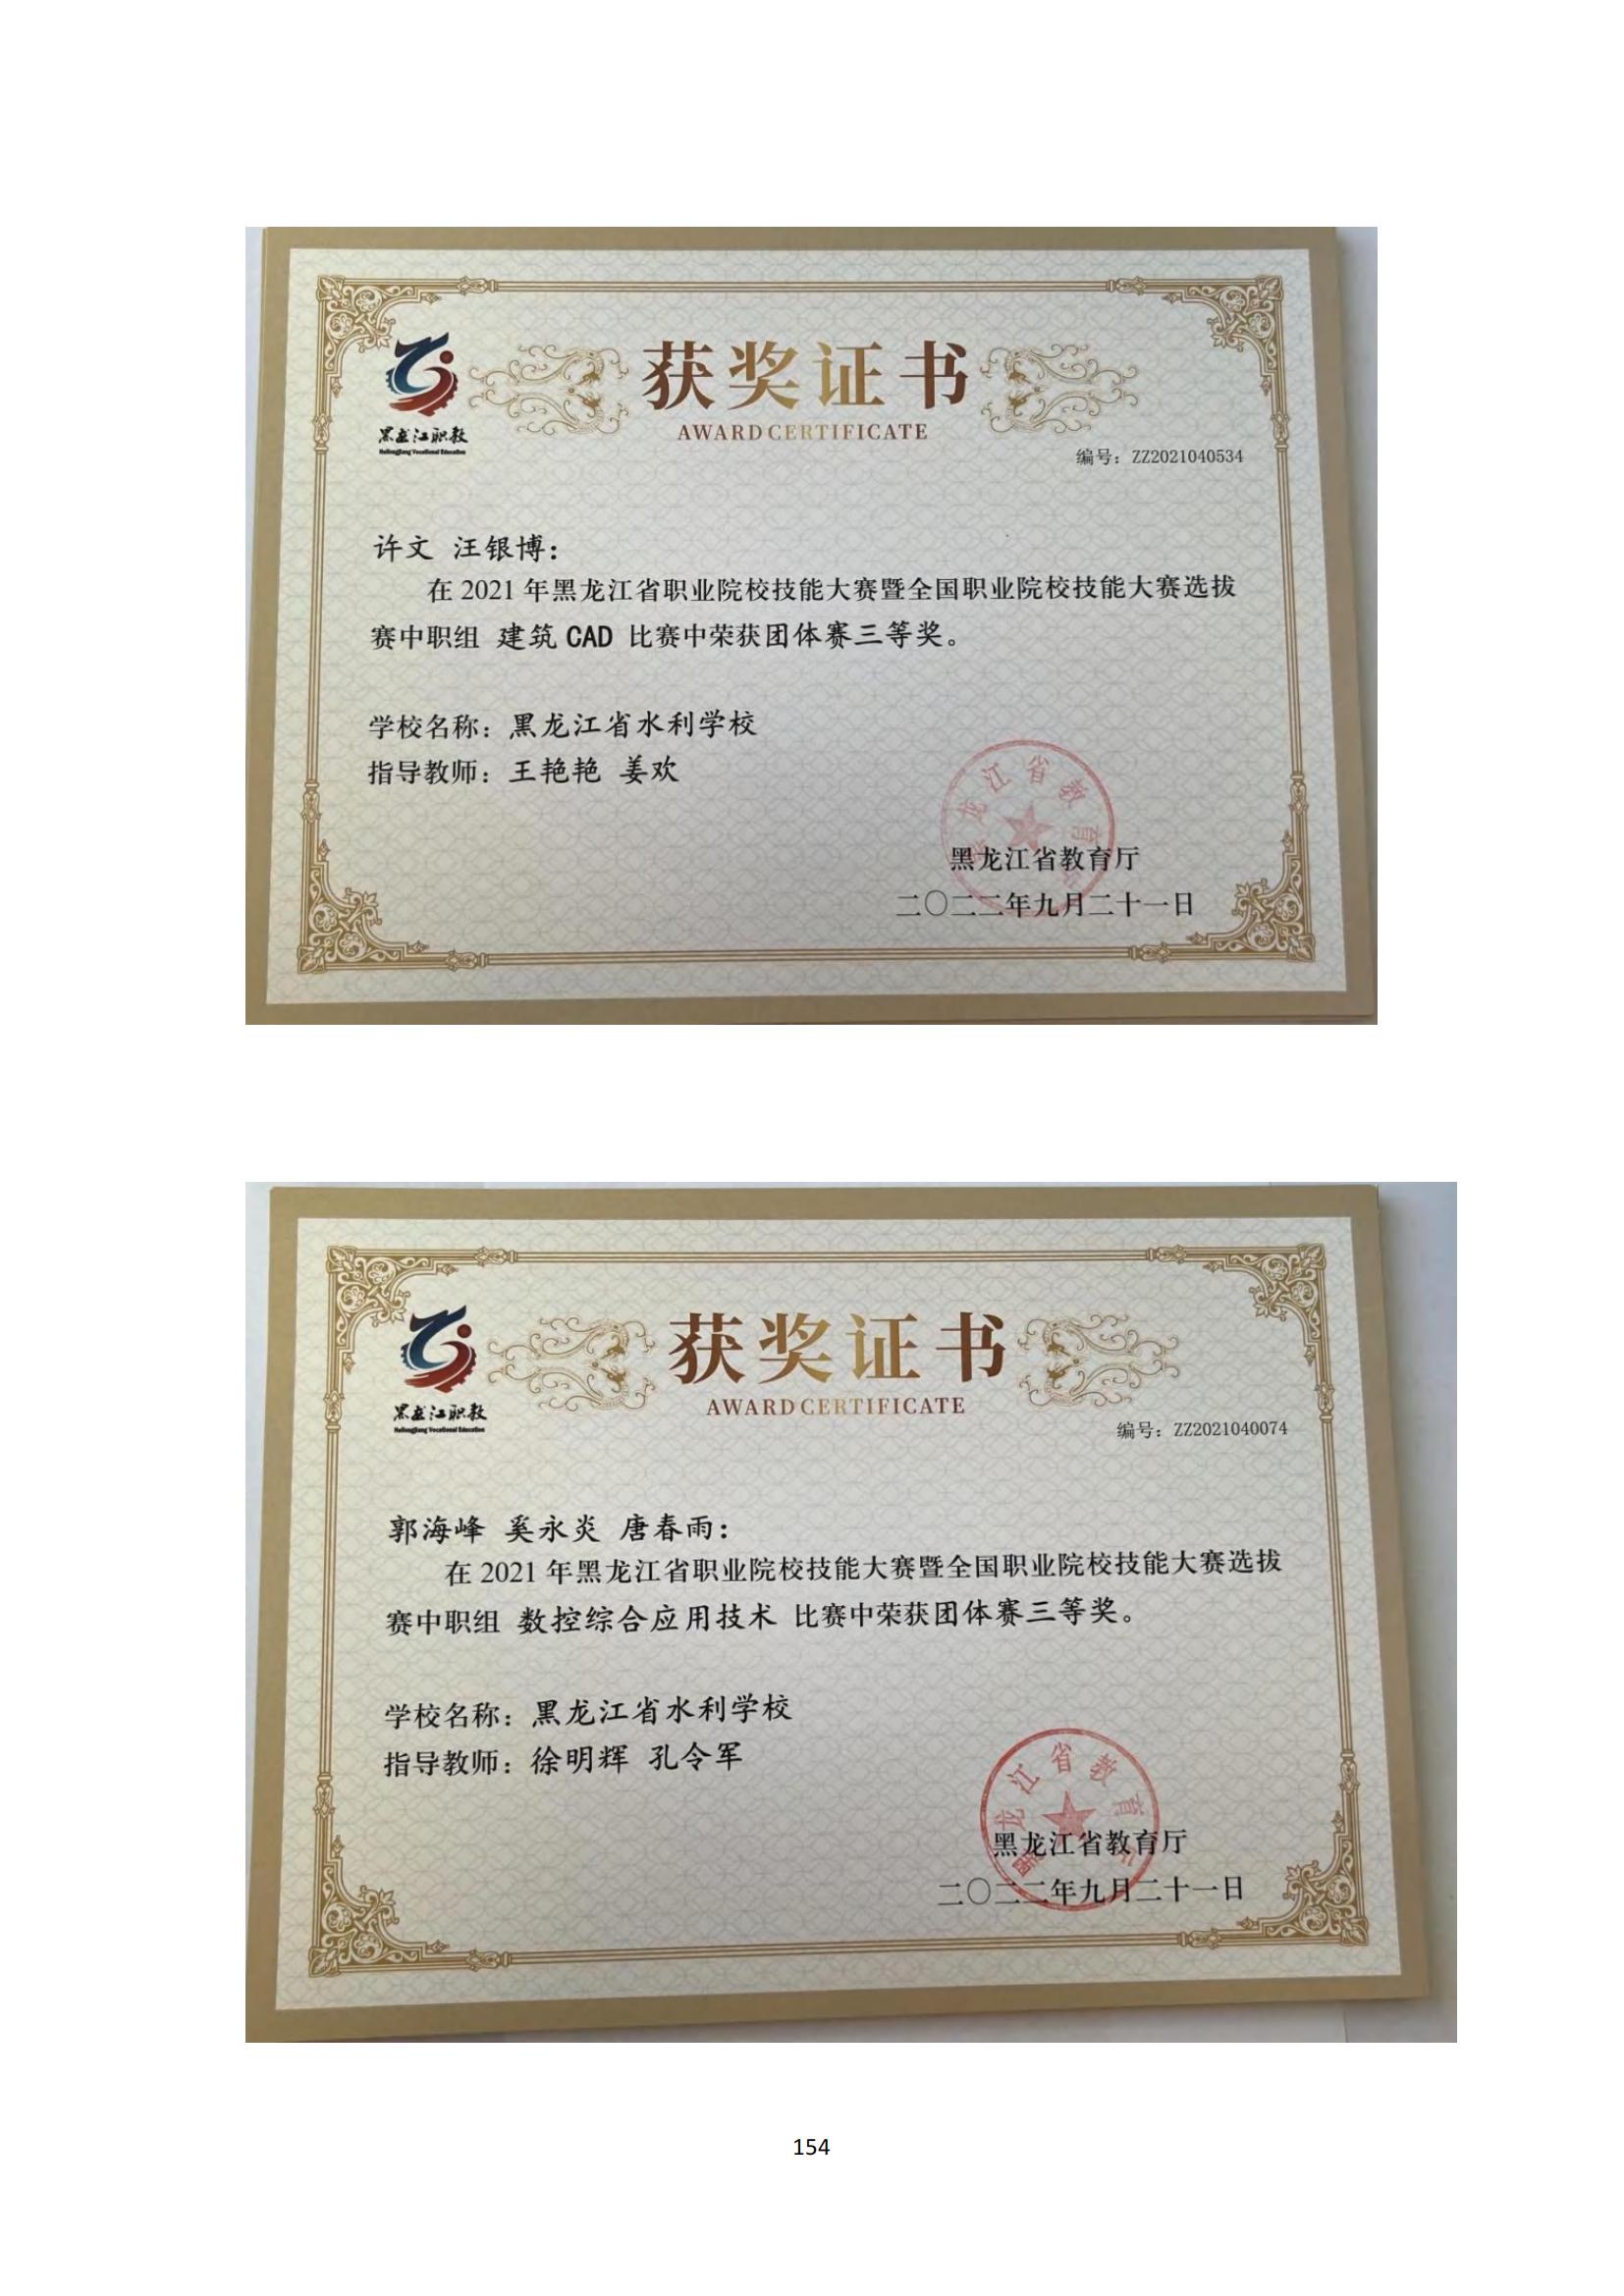 获奖证书
AWARD CERTIFICATE
黑龙江职教
Heilongjiang Vocational Education
编号：ZZ2021040534
许文 汪银博：
在 2021 年黑龙江省职业院校技能大赛暨全国职业院校技能大赛选拔
赛中职组 建筑 CAD 比赛中荣获团体赛三等奖。
学校名称：黑龙江省水利学校
指导教师：王艳艳 姜欢
黑龙江省教育厅
二〇二二年九月二十一日
获奖证书
AWARD CERTIFICATE
黑龙江职教
Heilongjiang Vocational Education
编号：ZZ2021040074
郭海峰 奚永炎 唐春雨：
在 2021 年黑龙江省职业院校技能大赛暨全国职业院校技能大赛选拔
赛中职组 数控综合应用技术 比赛中荣获团体赛三等奖。
学校名称：黑龙江省水利学校
指导教师：徐明辉 孔令军
黑龙江省教育厅
二〇二二年九月二十一日
154